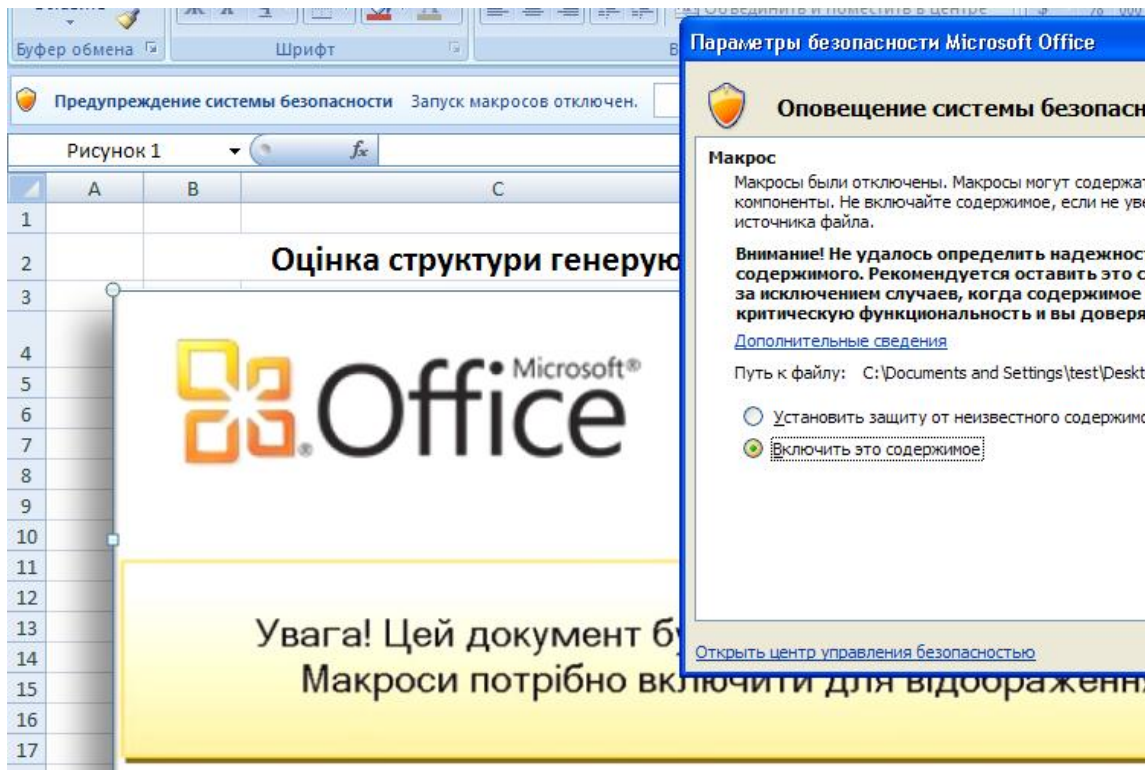 Буфер обмена
Шрифт
Объединить и поместить в центре
Предупреждение системы безопасности Запуск макросов отключен.
Рисунок 1
fx
A B C
1
2
Оцінка структури генерую
3
4
5
6
7
8
9
10
11
12
13
14
15
16
17
Microsoft®
Office
Увага! Цей документ б
Макроси потрібно включити для відображенн
Параметры безопасности Microsoft Office
Оповещение системы безопасн
Макрос
Макросы были отключены. Макросы могут содержат
компоненты. Не включайте содержимое, если не уве
источника файла.
Внимание! Не удалось определить надежност
содержимого. Рекомендуется оставить это с
за исключением случаев, когда содержимое
критическую функциональность и вы доверя
Дополнительные сведения
Путь к файлу: C:\Documents and Settings\test\Deskt
Установить защиту от неизвестного содержимо
Включить это содержимое
Открыть центр управления безопасностью